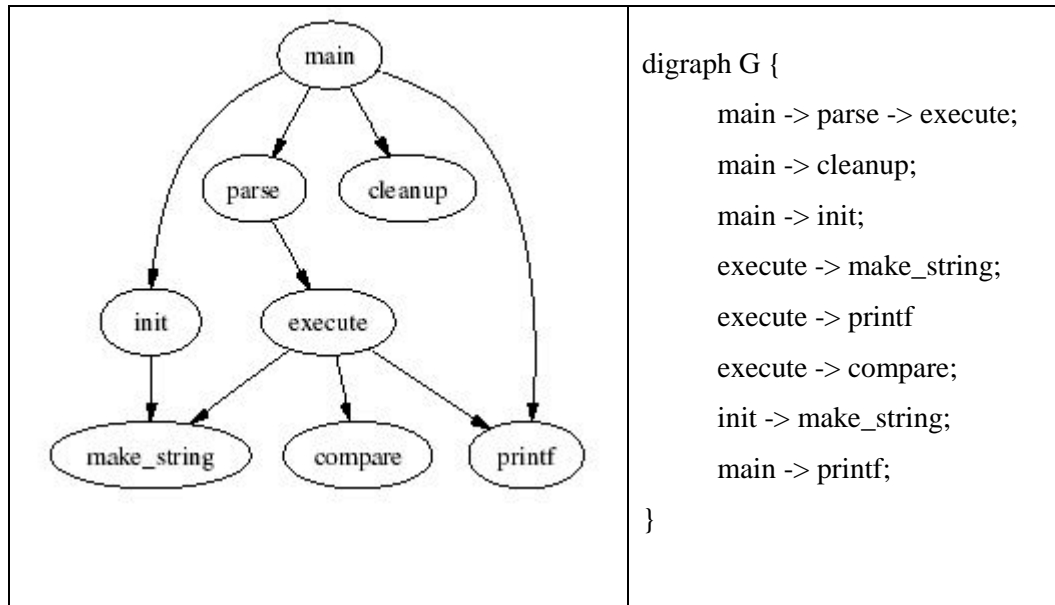 main
parse
cleanup
init
execute
make_string
compare
printf
digraph G {
main -> parse -> execute;
main -> cleanup;
main -> init;
execute -> make_string;
execute -> printf
execute -> compare;
init -> make_string;
main -> printf;
}